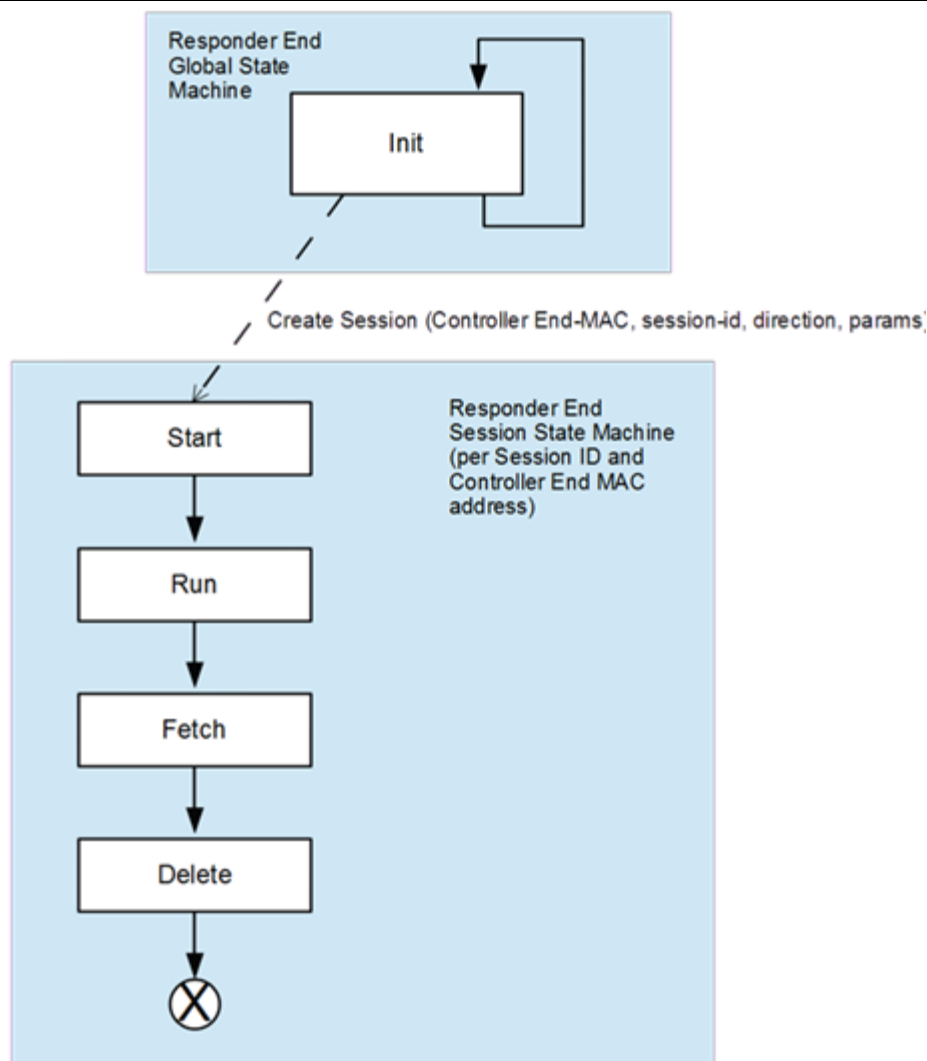 Responder End
Global State
Machine
Init
Create Session (Controller End-MAC, session-id, direction, params)
Start
Responder End
Session State Machine
(per Session ID and
Controller End MAC
address)
Run
Fetch
Delete
X